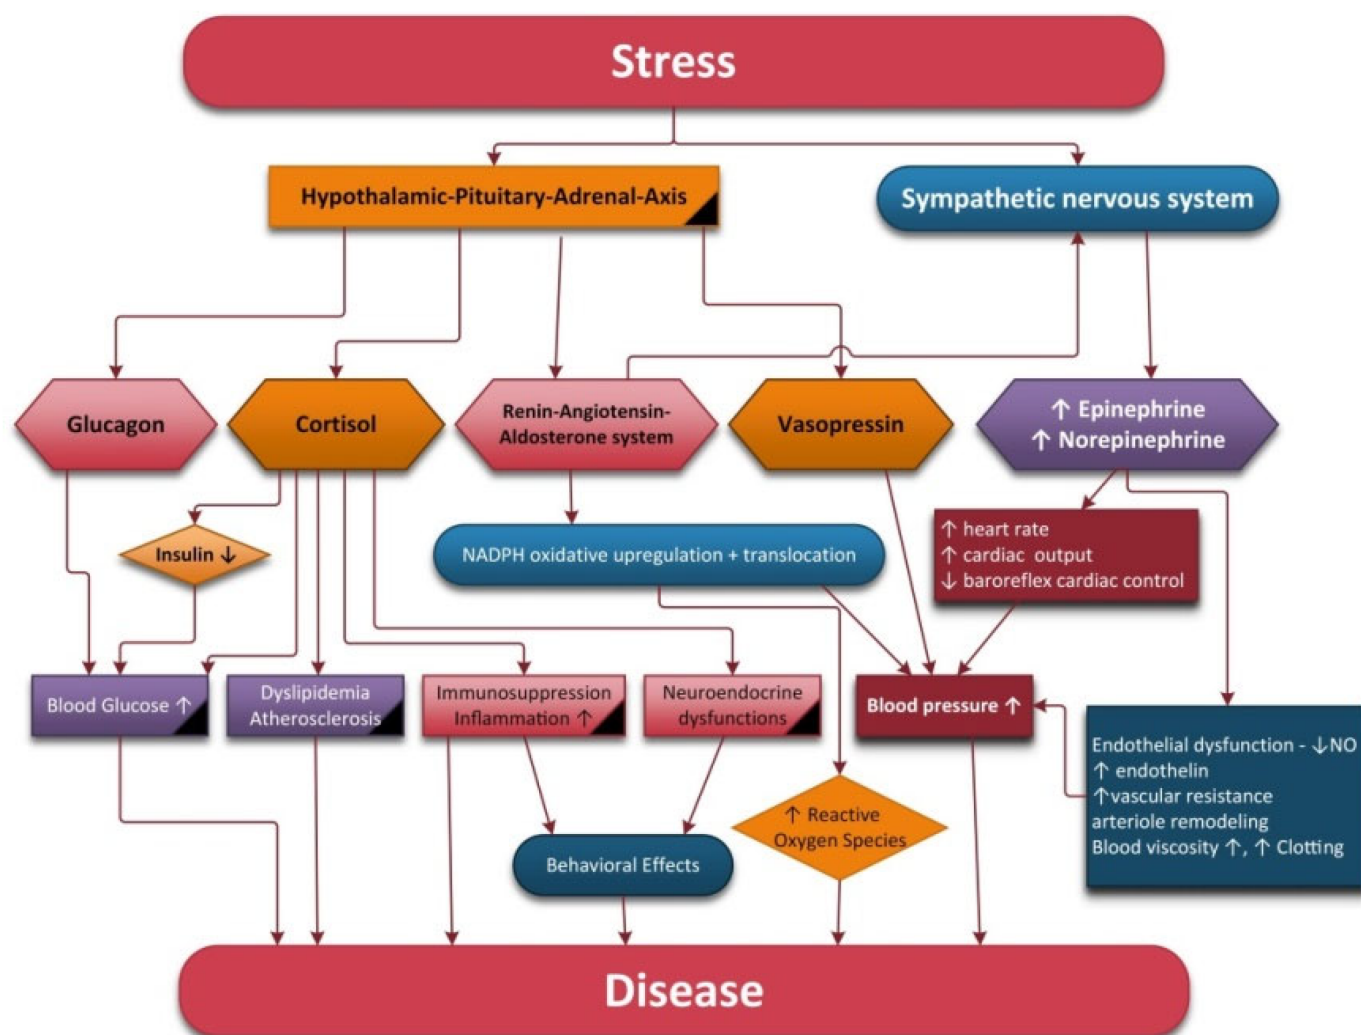 Stress
Hypothalamic-Pituitary-Adrenal-Axis
Sympathetic nervous system
Glucagon
Cortisol
Renin-Angiotensin-
Aldosterone system
Vasopressin
↑ Epinephrine
↑ Norepinephrine
Insulin ↓
NADPH oxidative upregulation + translocation
↑ heart rate
↑ cardiac output
↓ baroreflex cardiac control
Blood Glucose ↑
Dyslipidemia
Atherosclerosis
Immunosuppression
Inflammation ↑
Neuroendocrine
dysfunctions
Blood pressure ↑
Endothelial dysfunction - ↓NO
↑ endothelin
↑vascular resistance
arteriole remodeling
Blood viscosity ↑, ↑ Clotting
↑ Reactive
Oxygen Species
Behavioral Effects
Disease